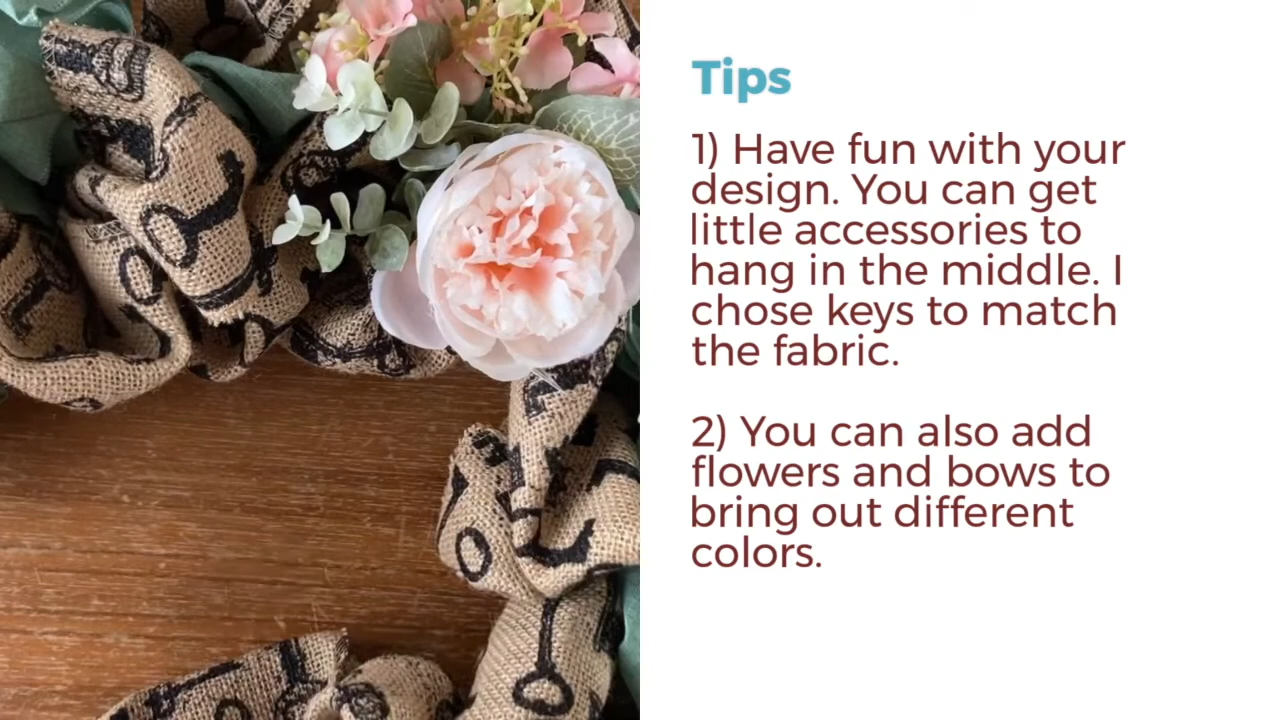 Tips
1) Have fun with your
design. You can get
little accessories to
hang in the middle. I
chose keys to match
the fabric.
2) You can also add
flowers and bows to
bring out different
colors.